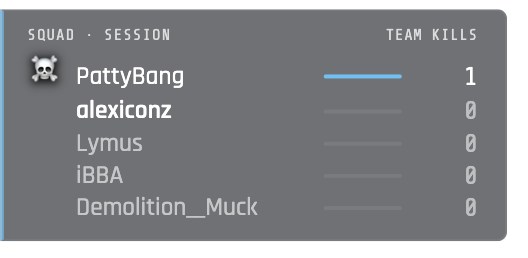 SQUAD · SESSION TEAM KILLS
PattyBang 1
alexiconz 0
Lymus 0
iBBA 0
Demolition__Muck 0